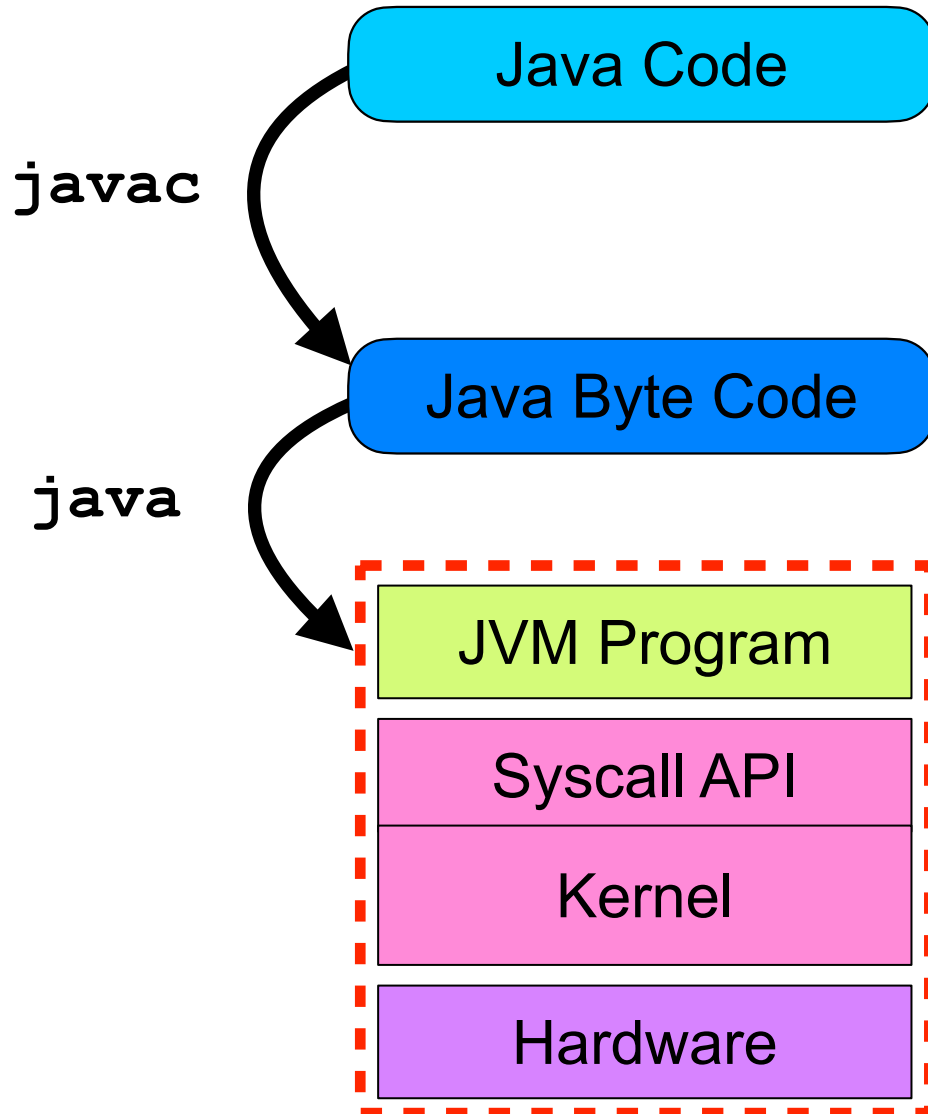 Java Code
javac
Java Byte Code
java
JVM Program
Syscall API
Kernel
Hardware